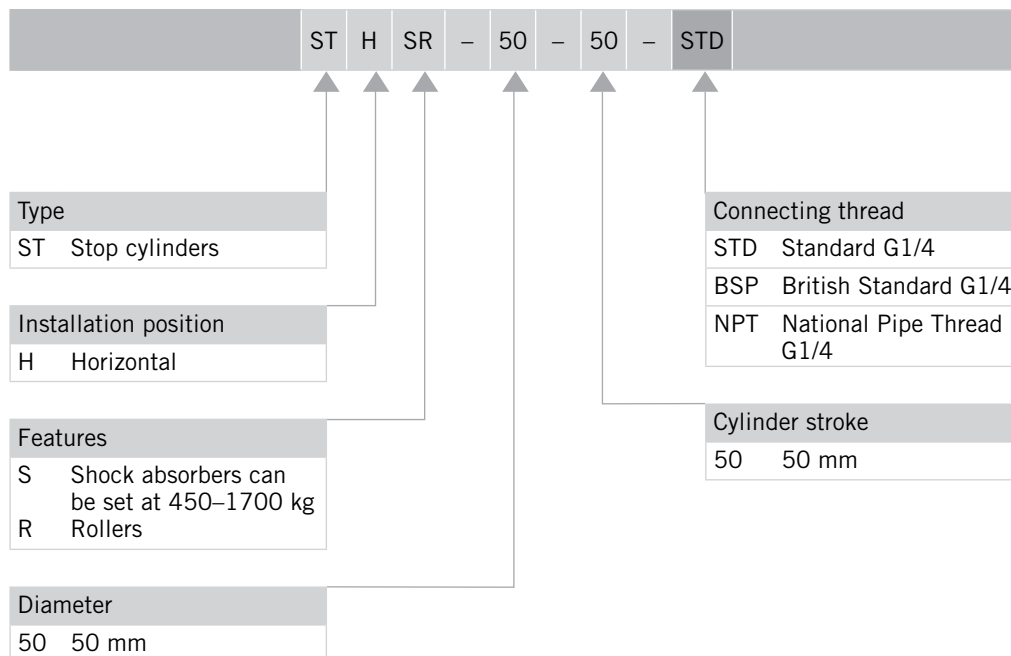 ST H SR – 50 – 50 – STD
Type
ST Stop cylinders
Installation position
H Horizontal
Features
S Shock absorbers can
be set at 450–1700 kg
R Rollers
Diameter
50 50 mm
Connecting thread
STD Standard G1/4
BSP British Standard G1/4
NPT National Pipe Thread
G1/4
Cylinder stroke
50 50 mm